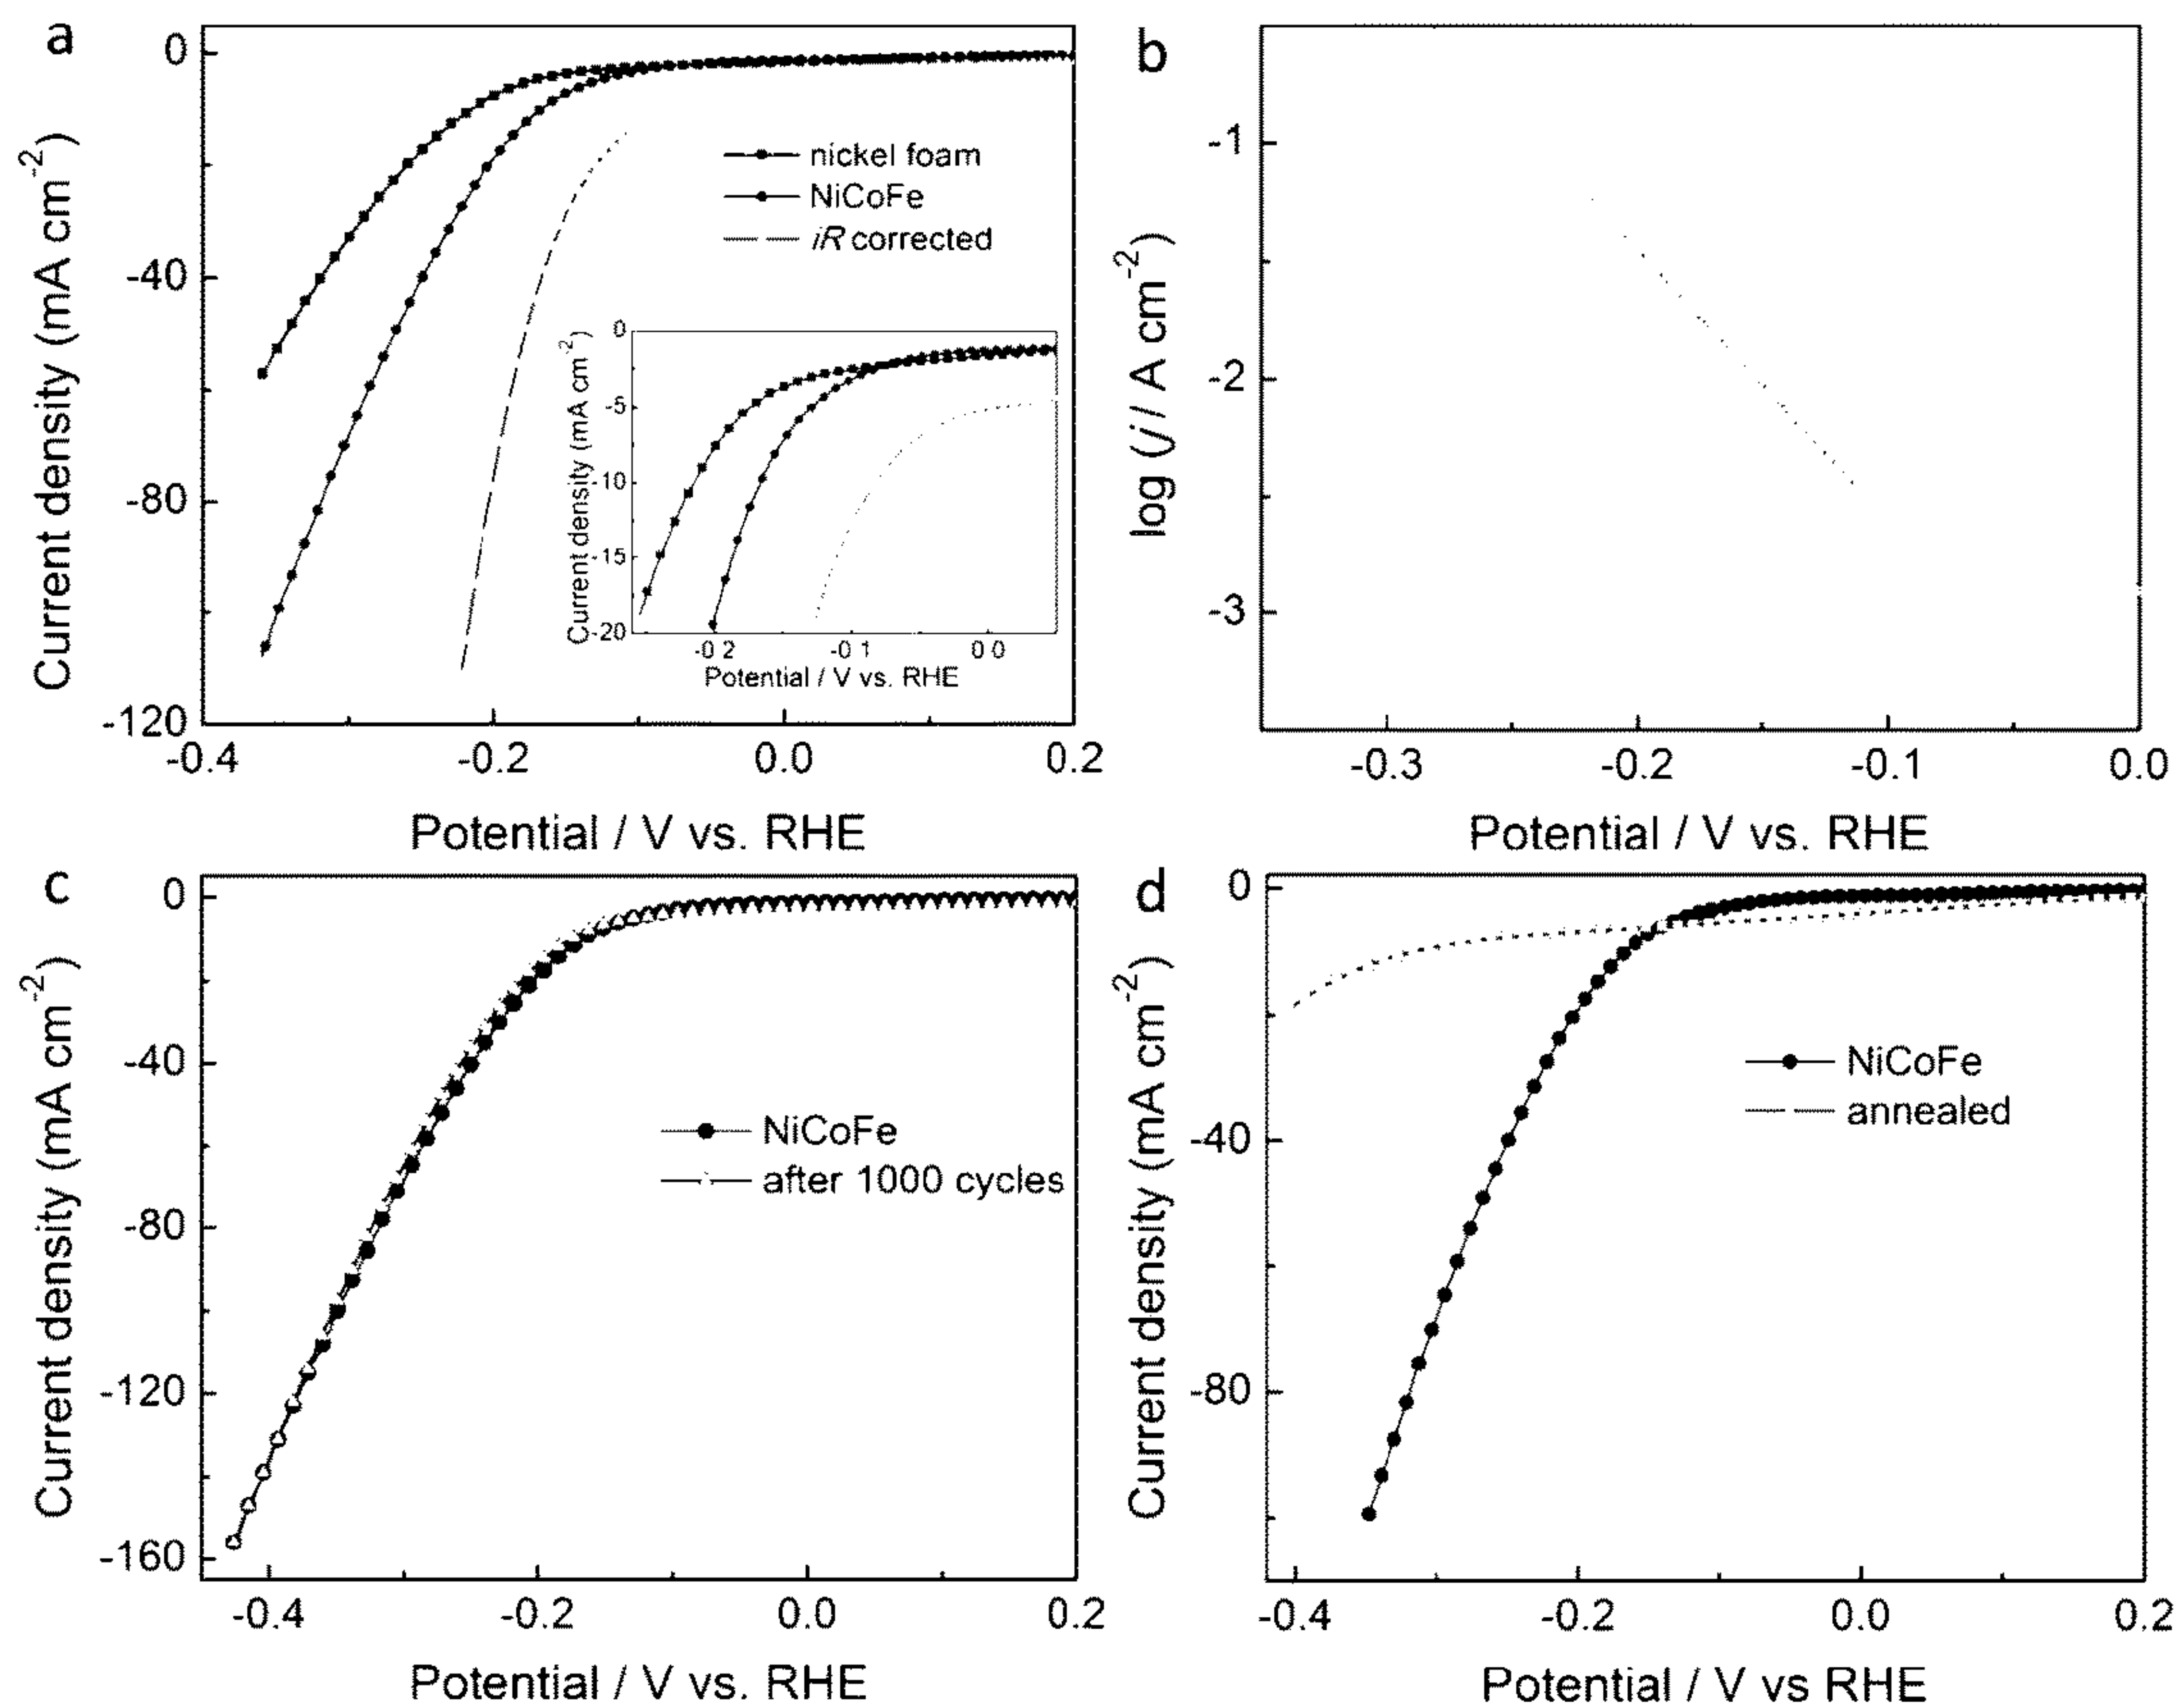 a
0
-40
-80
-120
-0.4
-0.2
0.0
0.2
Current density (mA cm-2)
Potential / V vs. RHE
nickel foam
NiCoFe
iR corrected
0
-5
-10
-15
-20
-0 2
-0 1
0 0
Current density (mA cm-2)
Potential / V vs. RHE
b
-1
-2
-3
-0.3
-0.2
-0.1
0.0
log (j / A cm-2)
Potential / V vs. RHE
c
0
-40
-80
-120
-160
-0.4
-0.2
0.0
0.2
Current density (mA cm-2)
Potential / V vs. RHE
NiCoFe
after 1000 cycles
d
0
-40
-80
-0.4
-0.2
0.0
0.2
Current density (mA cm-2)
Potential / V vs RHE
NiCoFe
annealed